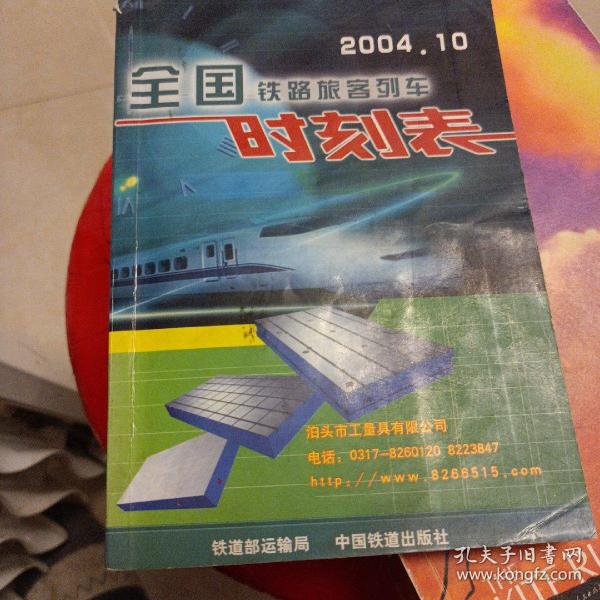 2004.10
全国铁路旅客列车
时刻表
泊头市工量具有限公司
电话：0317-8260120 8223847
http://www.8266515.com
铁道部运输局 中国铁道出版社
孔夫子旧书网
www.kongfz.com